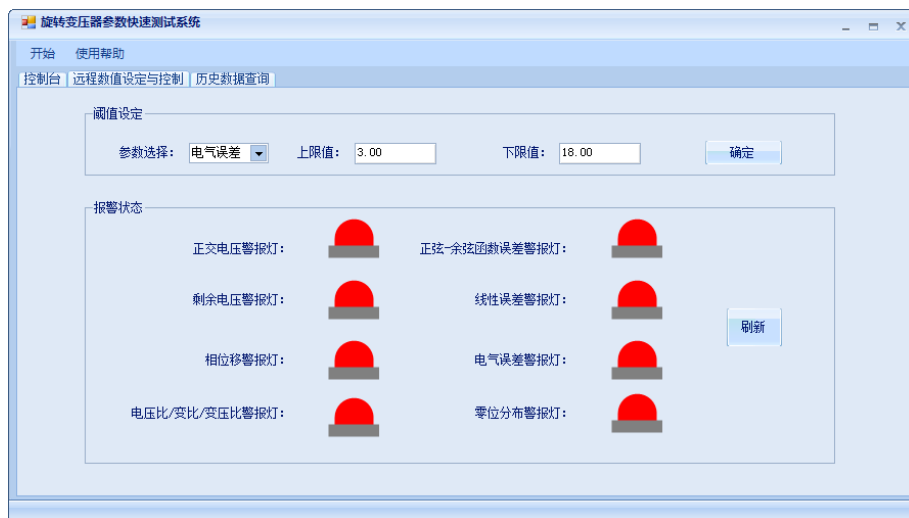 旋转变压器参数快速测试系统
开始 使用帮助
控制台 远程数值设定与控制 历史数据查询
阈值设定
参数选择: 电气误差 上限值: 3.00 下限值: 18.00 确定
报警状态
正交电压警报灯: 正弦-余弦函数误差警报灯:
剩余电压警报灯: 线性误差警报灯:
刷新
相位移警报灯: 电气误差警报灯:
电压比/变比/变压比警报灯: 零位分布警报灯: